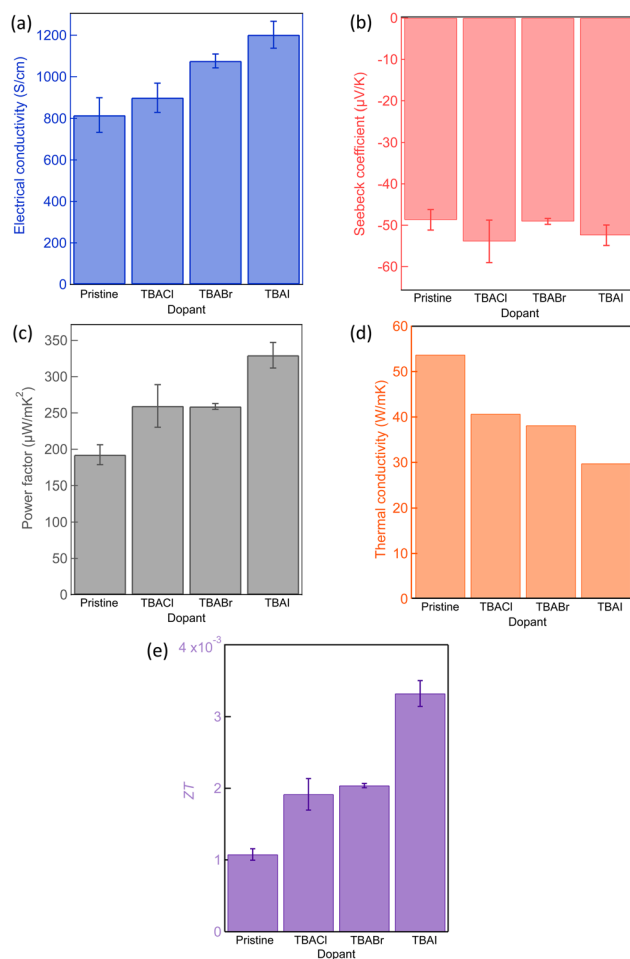 (a)
Electrical conductivity (S/cm)
1200
1000
800
600
400
200
0
Pristine TBACl TBABr TBAI
Dopant
(b)
Seebeck coefficient (µV/K)
0
-10
-20
-30
-40
-50
-60
Pristine TBACl TBABr TBAI
Dopant
(c)
Power factor (µW/mK²)
350
300
250
200
150
100
50
0
Pristine TBACl TBABr TBAI
Dopant
(d)
Thermal conductivity (W/mK)
60
50
40
30
20
10
0
Pristine TBACl TBABr TBAI
Dopant
(e)
ZT
4 x10⁻³
3
2
1
0
Pristine TBACl TBABr TBAI
Dopant